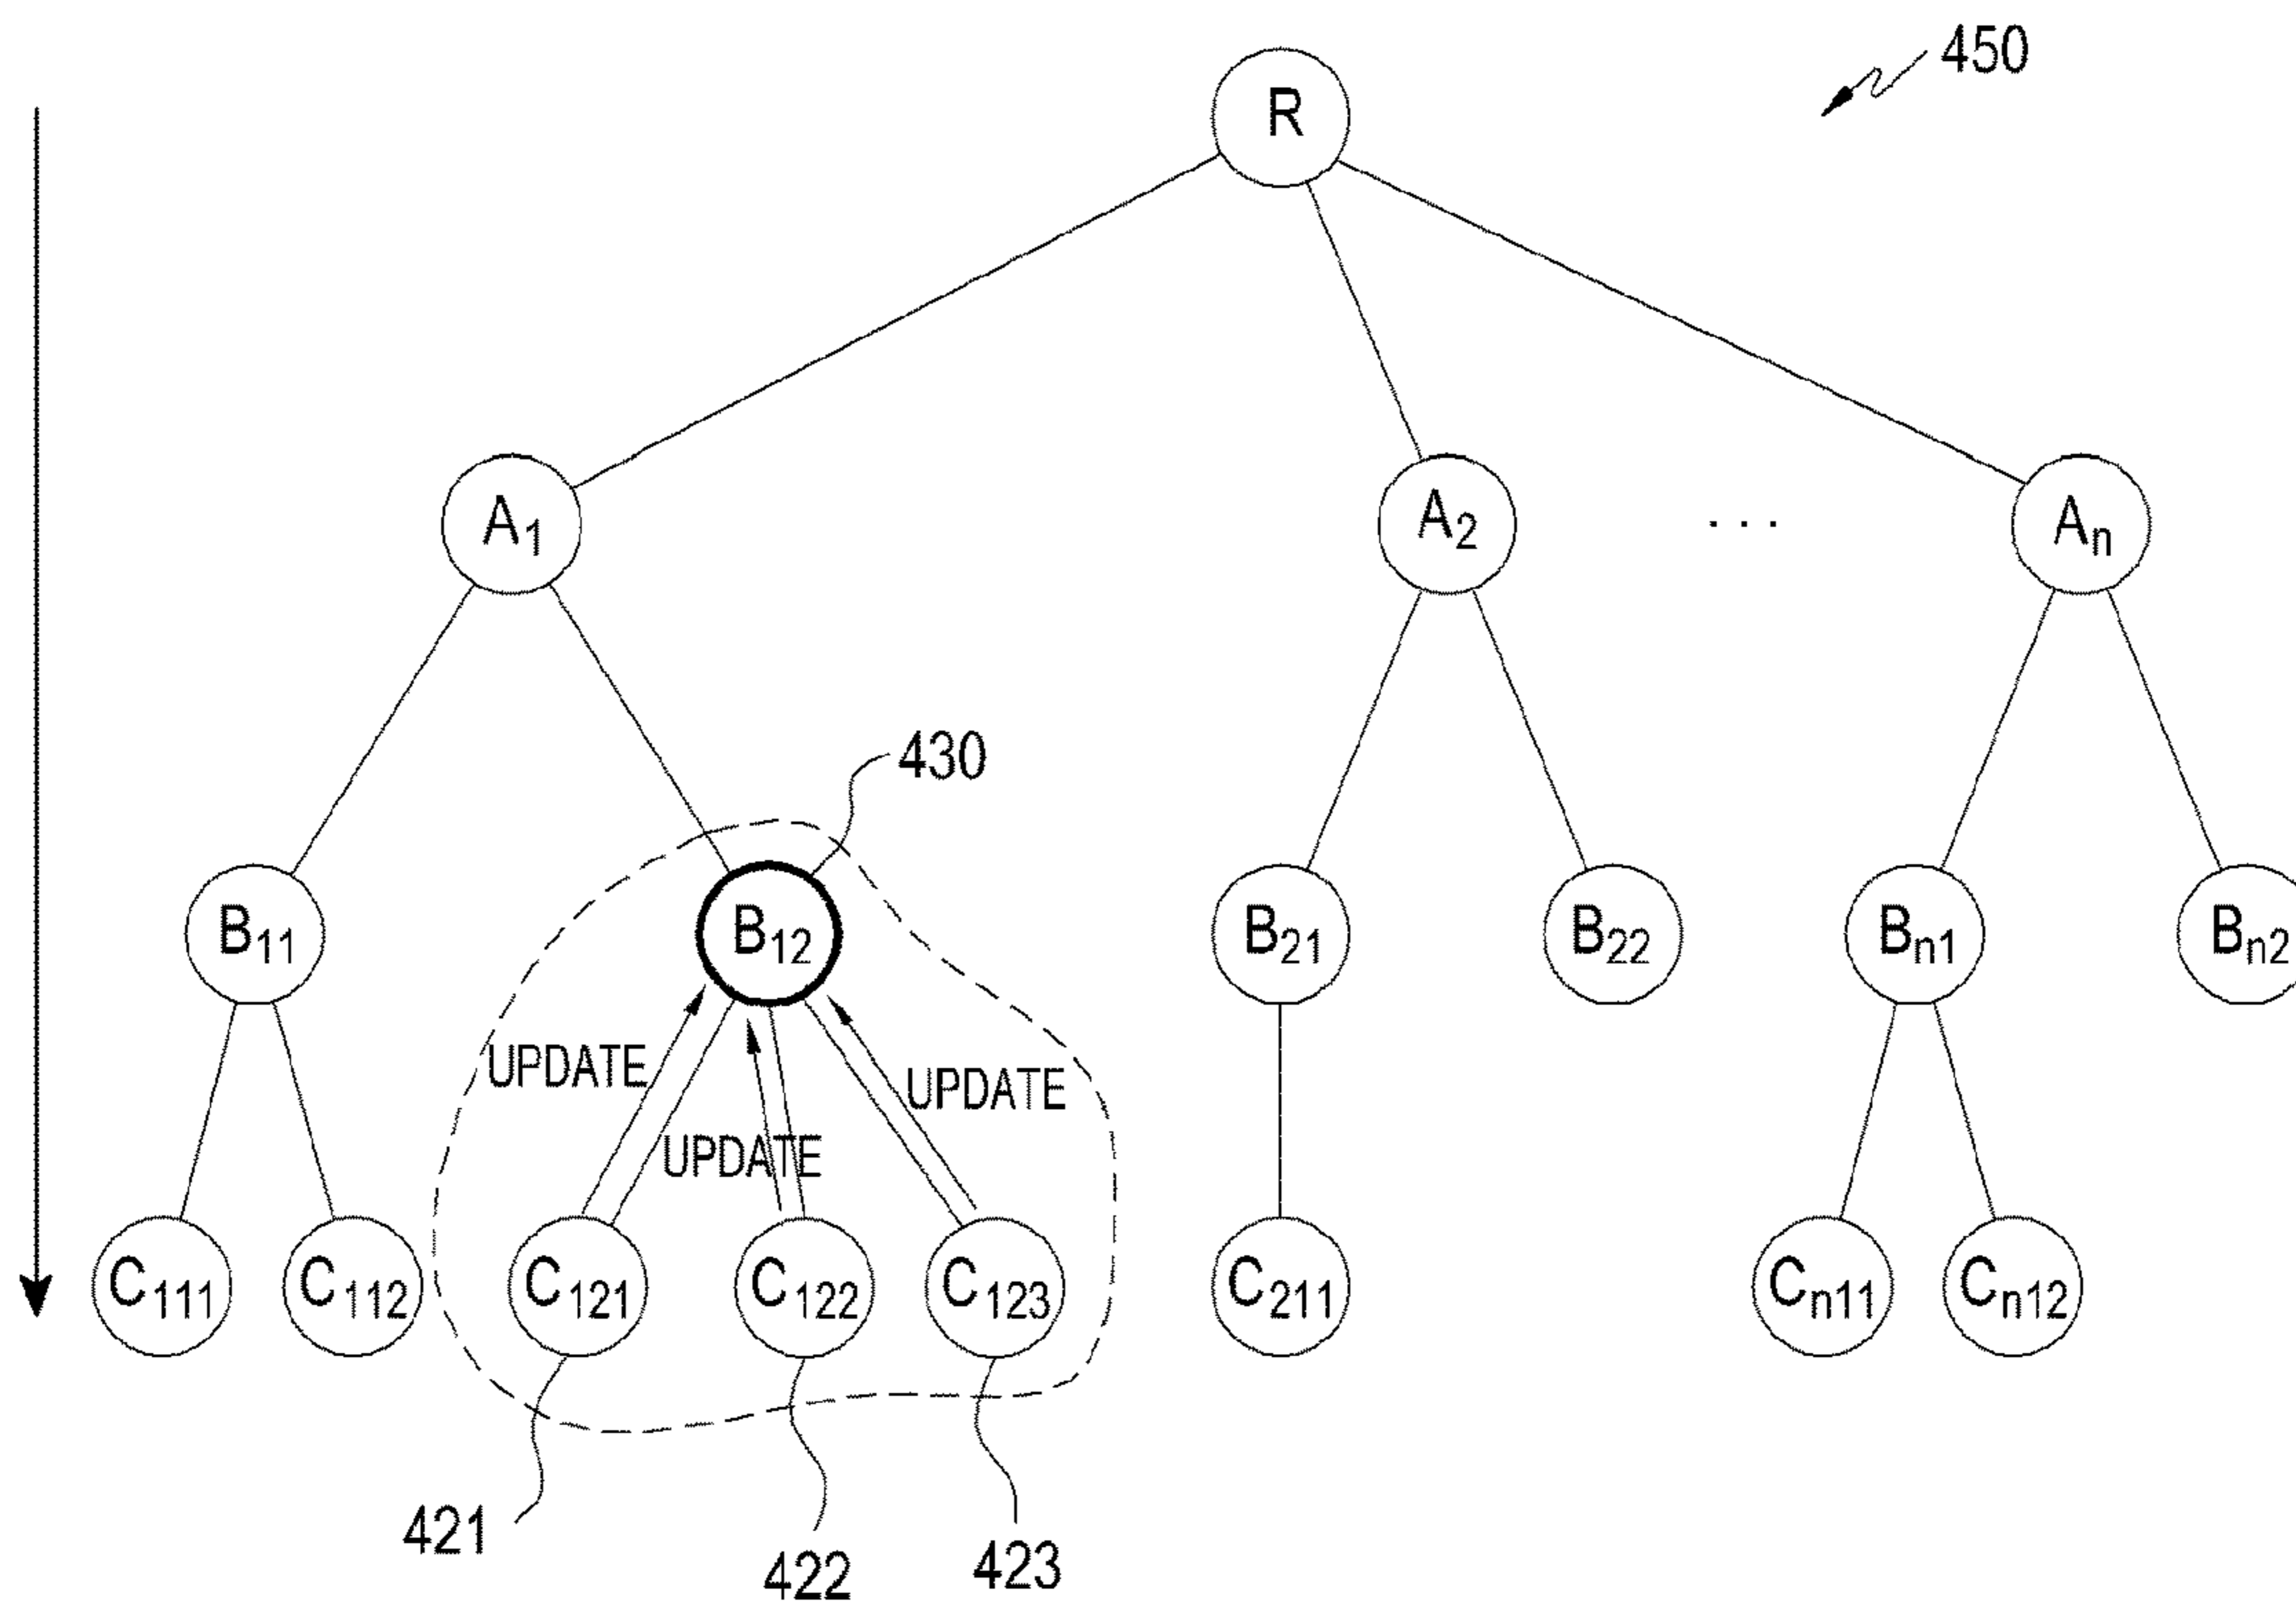 450
R
A1
A2
...
An
430
B11
B12
B21
B22
Bn1
Bn2
UPDATE
UPDATE
UPDATE
C111
C112
C121
C122
C123
C211
Cn11
Cn12
421
422
423